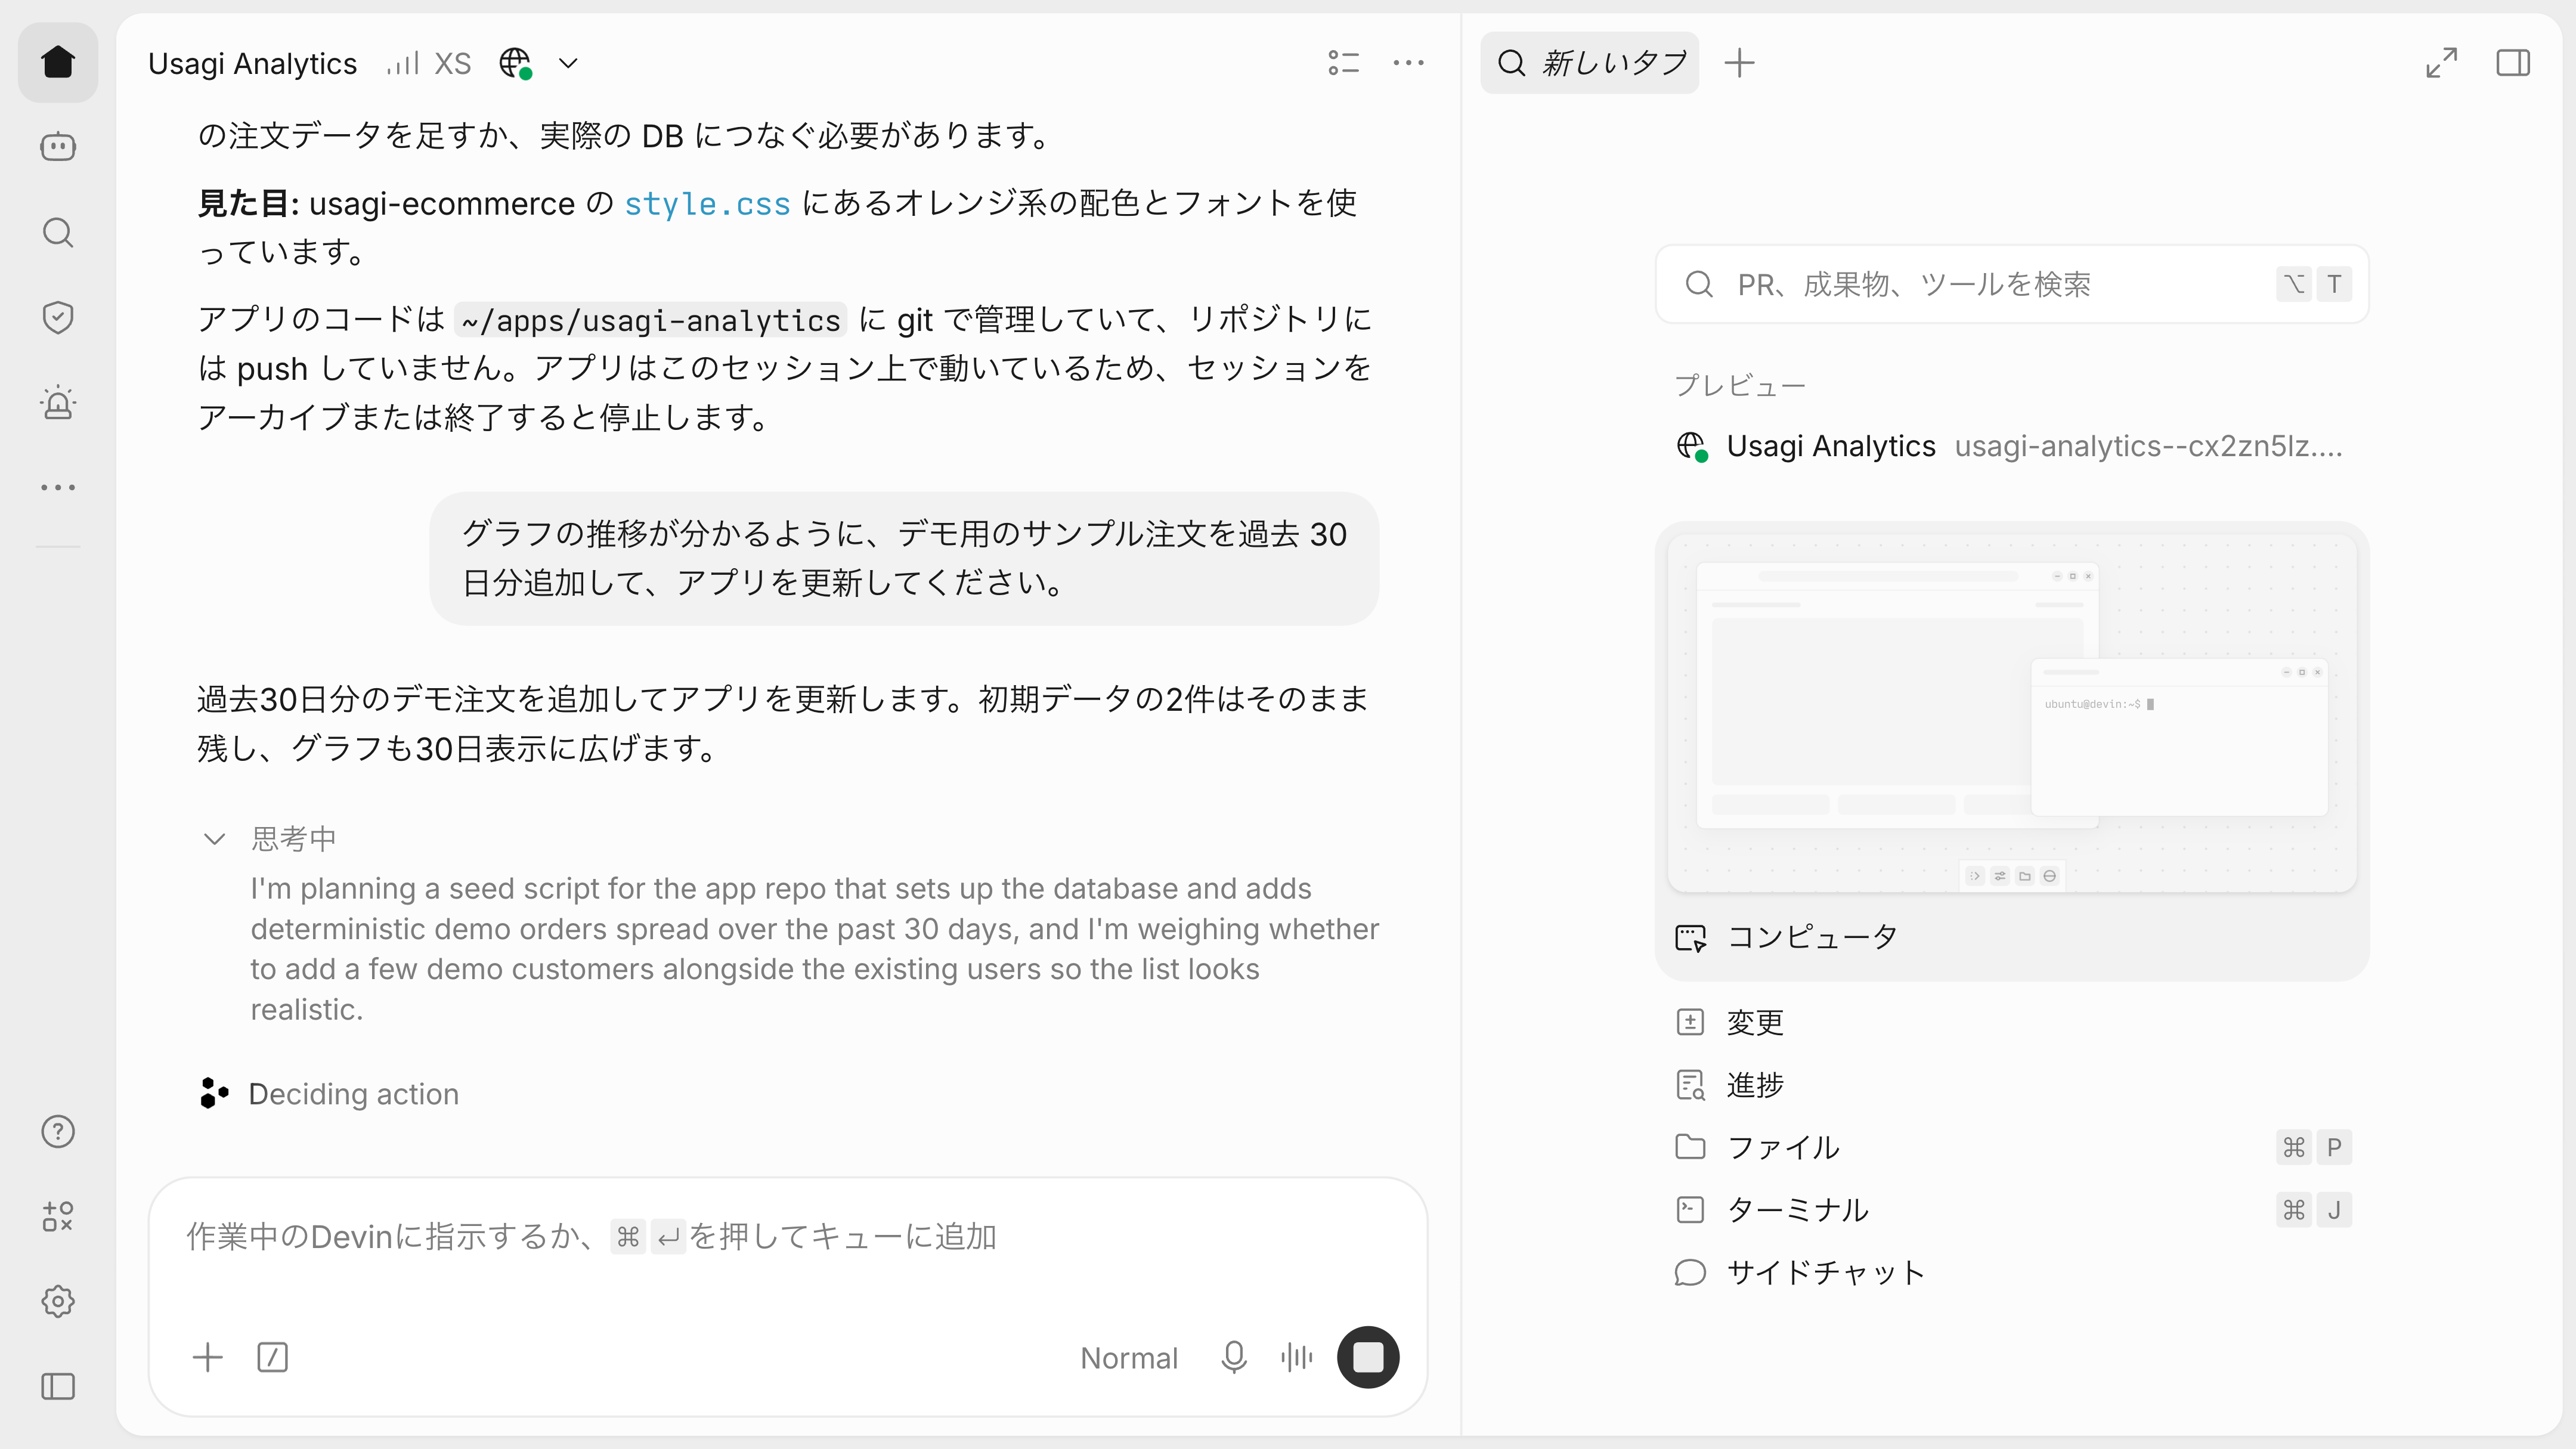 Usagi Analytics XS
の注文データを足すか、実際の DB につなぐ必要があります。
見た目: usagi-ecommerce の style.css にあるオレンジ系の配色とフォントを使
っています。
アプリのコードは ~/apps/usagi-analytics に git で管理していて、リポジトリに
は push していません。アプリはこのセッション上で動いているため、セッションを
アーカイブまたは終了すると停止します。
グラフの推移が分かるように、デモ用のサンプル注文を過去 30
日分追加して、アプリを更新してください。
過去30日分のデモ注文を追加してアプリを更新します。初期データの2件はそのまま
残し、グラフも30日表示に広げます。
思考中
I'm planning a seed script for the app repo that sets up the database and adds
deterministic demo orders spread over the past 30 days, and I'm weighing whether
to add a few demo customers alongside the existing users so the list looks
realistic.
Deciding action
作業中のDevinに指示するか、⌘ ↵ を押してキューに追加
Normal
新しいタブ
PR、成果物、ツールを検索 ⌥ T
プレビュー
Usagi Analytics usagi-analytics--cx2zn5lz....
ubuntu@devin:~$
コンピュータ
変更
進捗
ファイル ⌘ P
ターミナル ⌘ J
サイドチャット